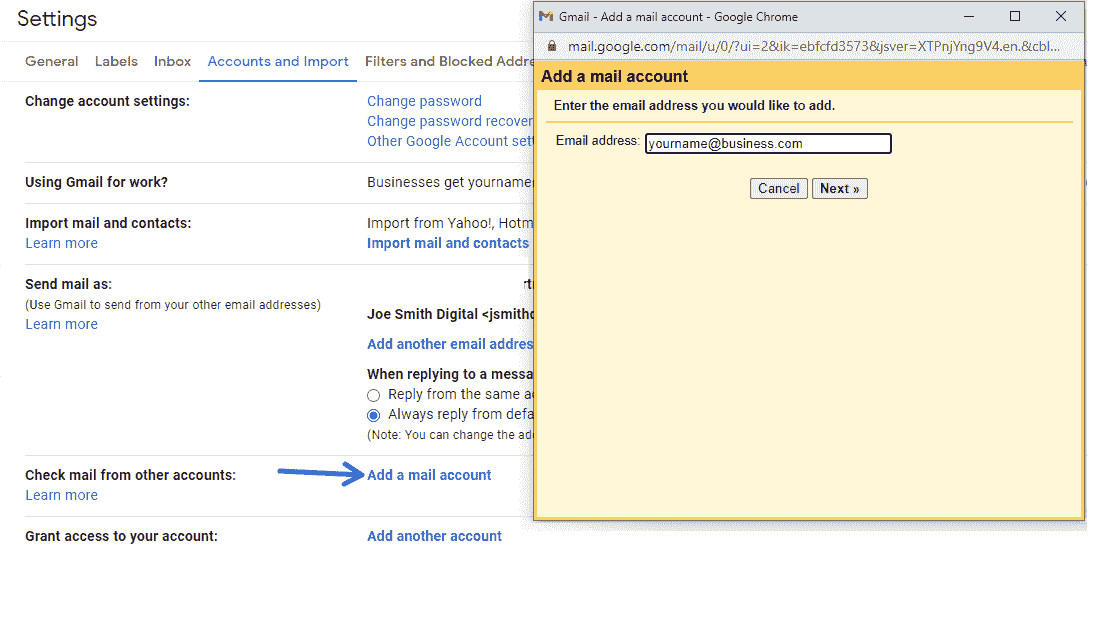 Settings
General Labels Inbox Accounts and Import Filters and Blocked Addre
Change account settings:
Change password
Change password recover
Other Google Account sett
Using Gmail for work?
Businesses get yourname
Import mail and contacts:
Learn more
Import from Yahoo!, Hotm
Import mail and contacts
Send mail as:
(Use Gmail to send from your other email addresses)
Learn more
Joe Smith Digital <jsmithd
Add another email addres
When replying to a messa
Reply from the same a
Always reply from defa
(Note: You can change the add
Check mail from other accounts:
Learn more
Add a mail account
Grant access to your account:
Add another account
Gmail - Add a mail account - Google Chrome
mail.google.com/mail/u/0/?ui=2&ik=ebfcfd3573&jsver=XTPnjYng9V4.en.&cbl...
Add a mail account
Enter the email address you would like to add.
Email address: yourname@business.com
Cancel Next »